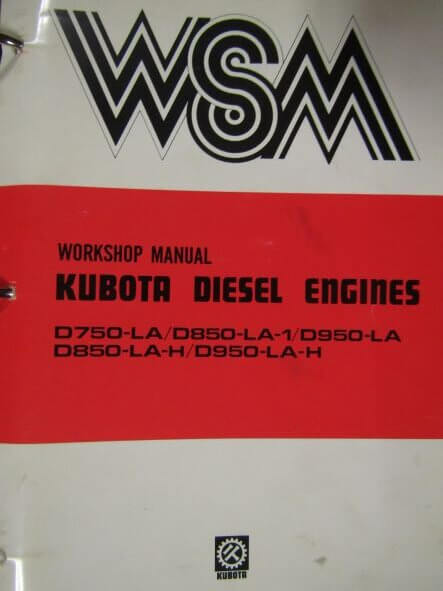 WSM
WORKSHOP MANUAL
KUBOTA DIESEL ENGINES
D750-LA/D850-LA-1/D950-LA
D850-LA-H/D950-LA-H
KUBOTA